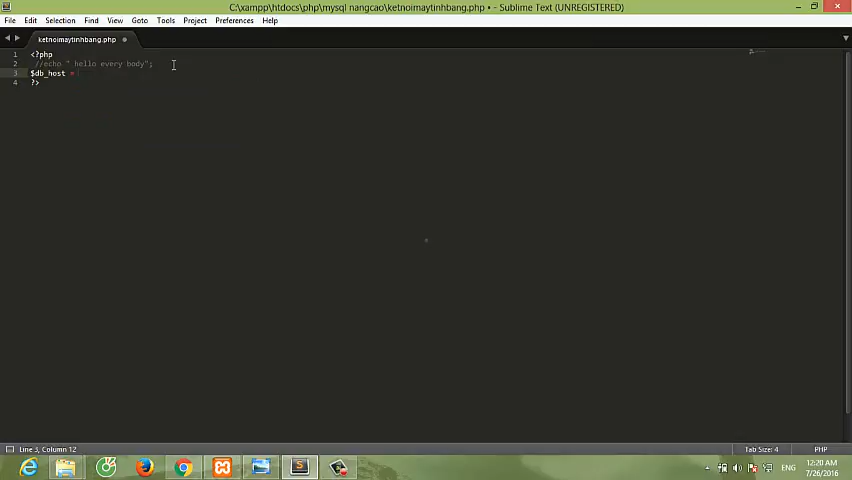 C:\xampp\htdocs\php\mysql nangcao\ketnoimaytinhbang.php • - Sublime Text (UNREGISTERED)
File Edit Selection Find View Goto Tools Project Preferences Help
ketnoimaytinhbang.php
1 <?php
2 //echo " hello every body";
3 $db_host =
4 ?>
Line 3, Column 12 Tab Size: 4 PHP
ENG 12:20 AM
7/26/2016